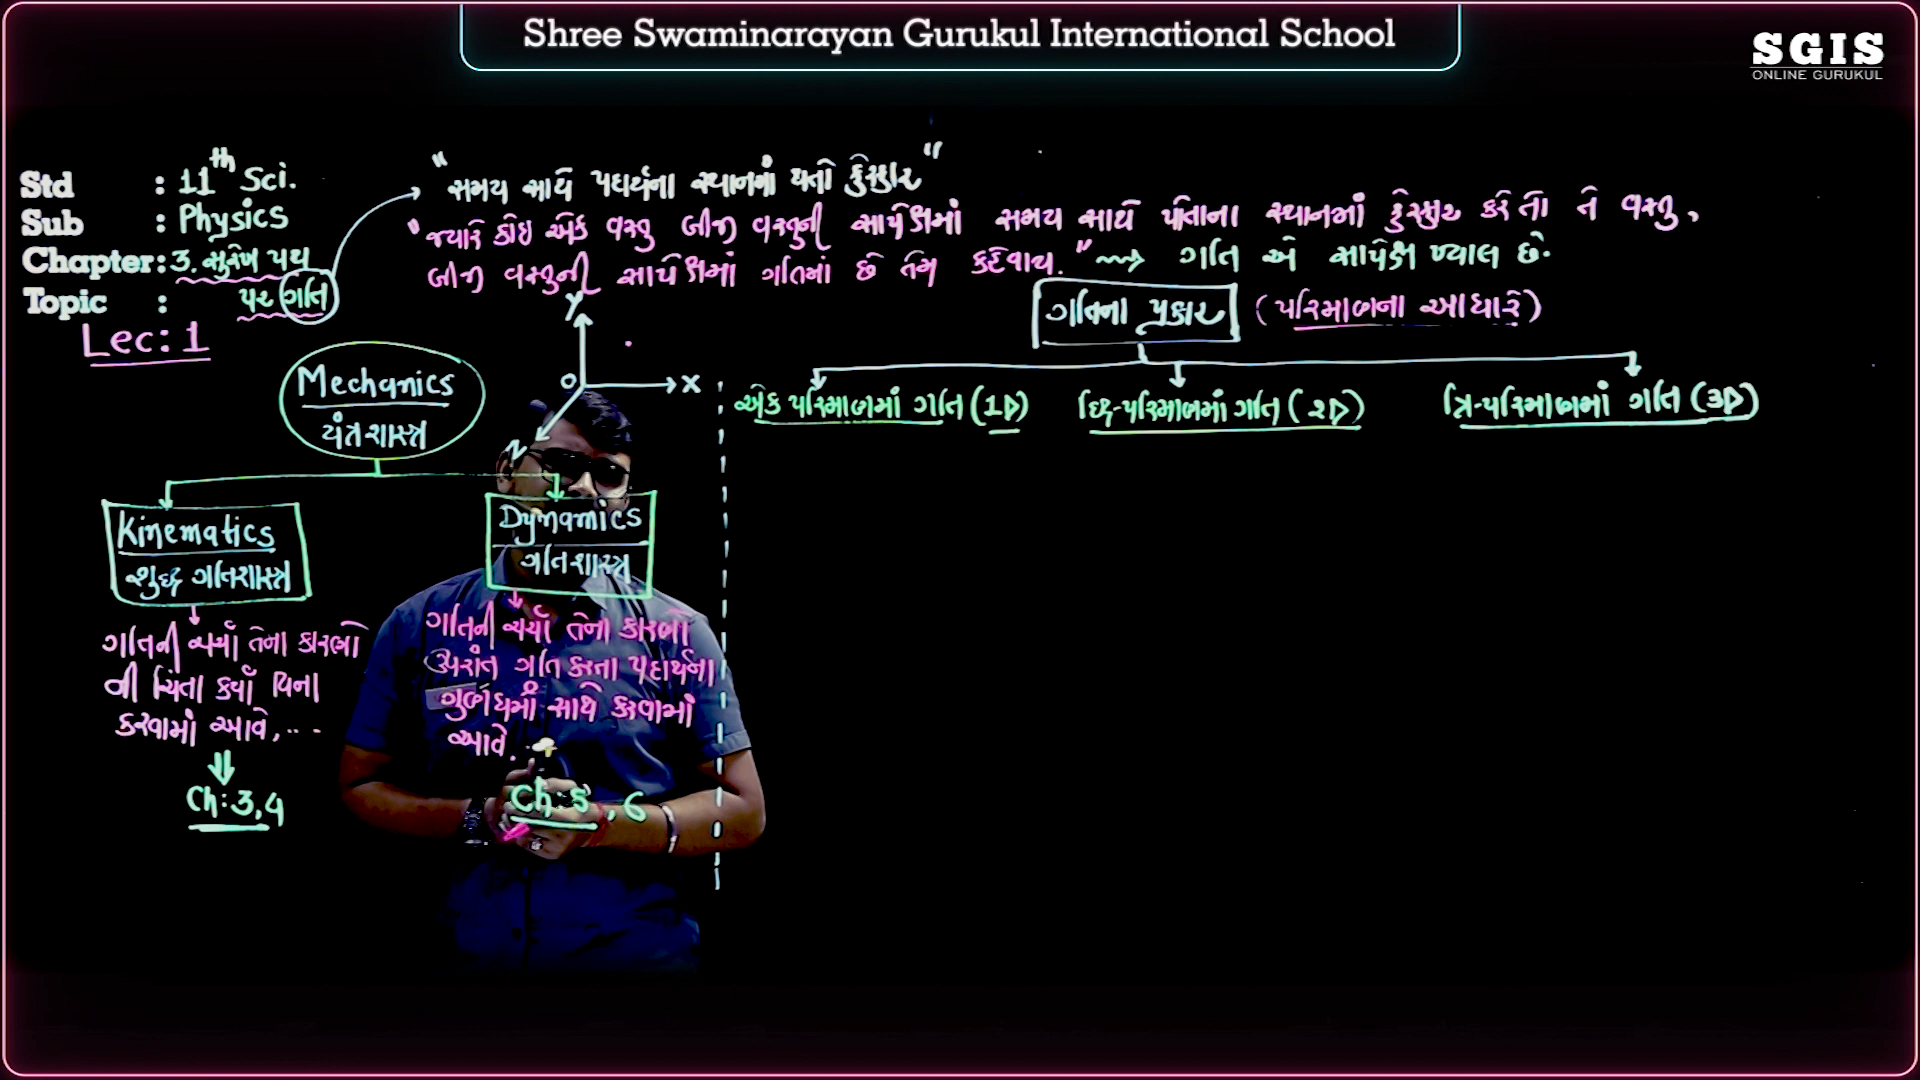 Shree Swaminarayan Gurukul International School
SGIS
ONLINE GURUKUL
Std : 11th Sci.
Sub : Physics
Chapter : 3. સુરેખ પથ
Topic : પર ગતિ
Lec: 1
"સમય સાથે પદાર્થના સ્થાનમાં થતો ફેરફાર"
"જ્યારે કોઇ એક વસ્તુ બીજી વસ્તુની સાપેક્ષમાં સમય સાથે પોતાના સ્થાનમાં ફેરફાર કરે તો તે વસ્તુ,
બીજી વસ્તુની સાપેક્ષમાં ગતિમાં છે તેમ કહેવાય." ગતિ એ સાપેક્ષ ખ્યાલ છે.
ગતિના પ્રકાર (પરિમાણના આધારે)
એક પરિમાણમાં ગતિ (1D)
દ્વિ-પરિમાણમાં ગતિ (2D)
ત્રિ-પરિમાણમાં ગતિ (3D)
Y
O
X
Z
Mechanics
યંત્રશાસ્ત્ર
Kinematics
શુદ્ધ ગતિશાસ્ત્ર
ગતિની ચર્ચા તેના કારણો
ની ચિંતા કર્યા વિના
કરવામાં આવે,....
Ch:3,4
Dynamics
ગતિશાસ્ત્ર
ગતિની ચર્ચા તેના કારણો
ઉપરાંત ગતિ કરતા પદાર્થના
ગુણધર્મો સાથે કરવામાં
આવે.
Ch:5,6